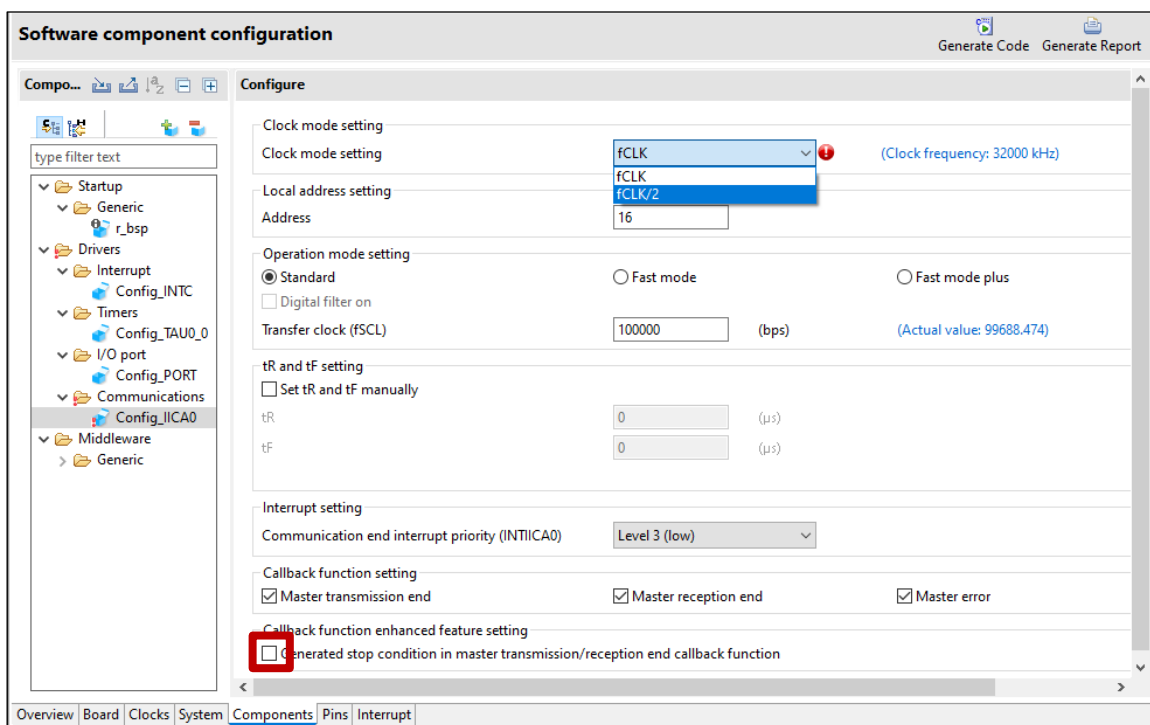 Software component configuration
Generate Code Generate Report
Compo... Configure
type filter text
Startup
Generic
r_bsp
Drivers
Interrupt
Config_INTC
Timers
Config_TAU0_0
I/O port
Config_PORT
Communications
Config_IICA0
Middleware
Generic
Clock mode setting
Clock mode setting fCLK (Clock frequency: 32000 kHz)
fCLK
fCLK/2
Local address setting
Address 16
Operation mode setting
Standard Fast mode Fast mode plus
Digital filter on
Transfer clock (fSCL) 100000 (bps) (Actual value: 99688.474)
tR and tF setting
Set tR and tF manually
tR 0 (µs)
tF 0 (µs)
Interrupt setting
Communication end interrupt priority (INTIICA0) Level 3 (low)
Callback function setting
Master transmission end Master reception end Master error
Callback function enhanced feature setting
Generated stop condition in master transmission/reception end callback function
Overview Board Clocks System Components Pins Interrupt